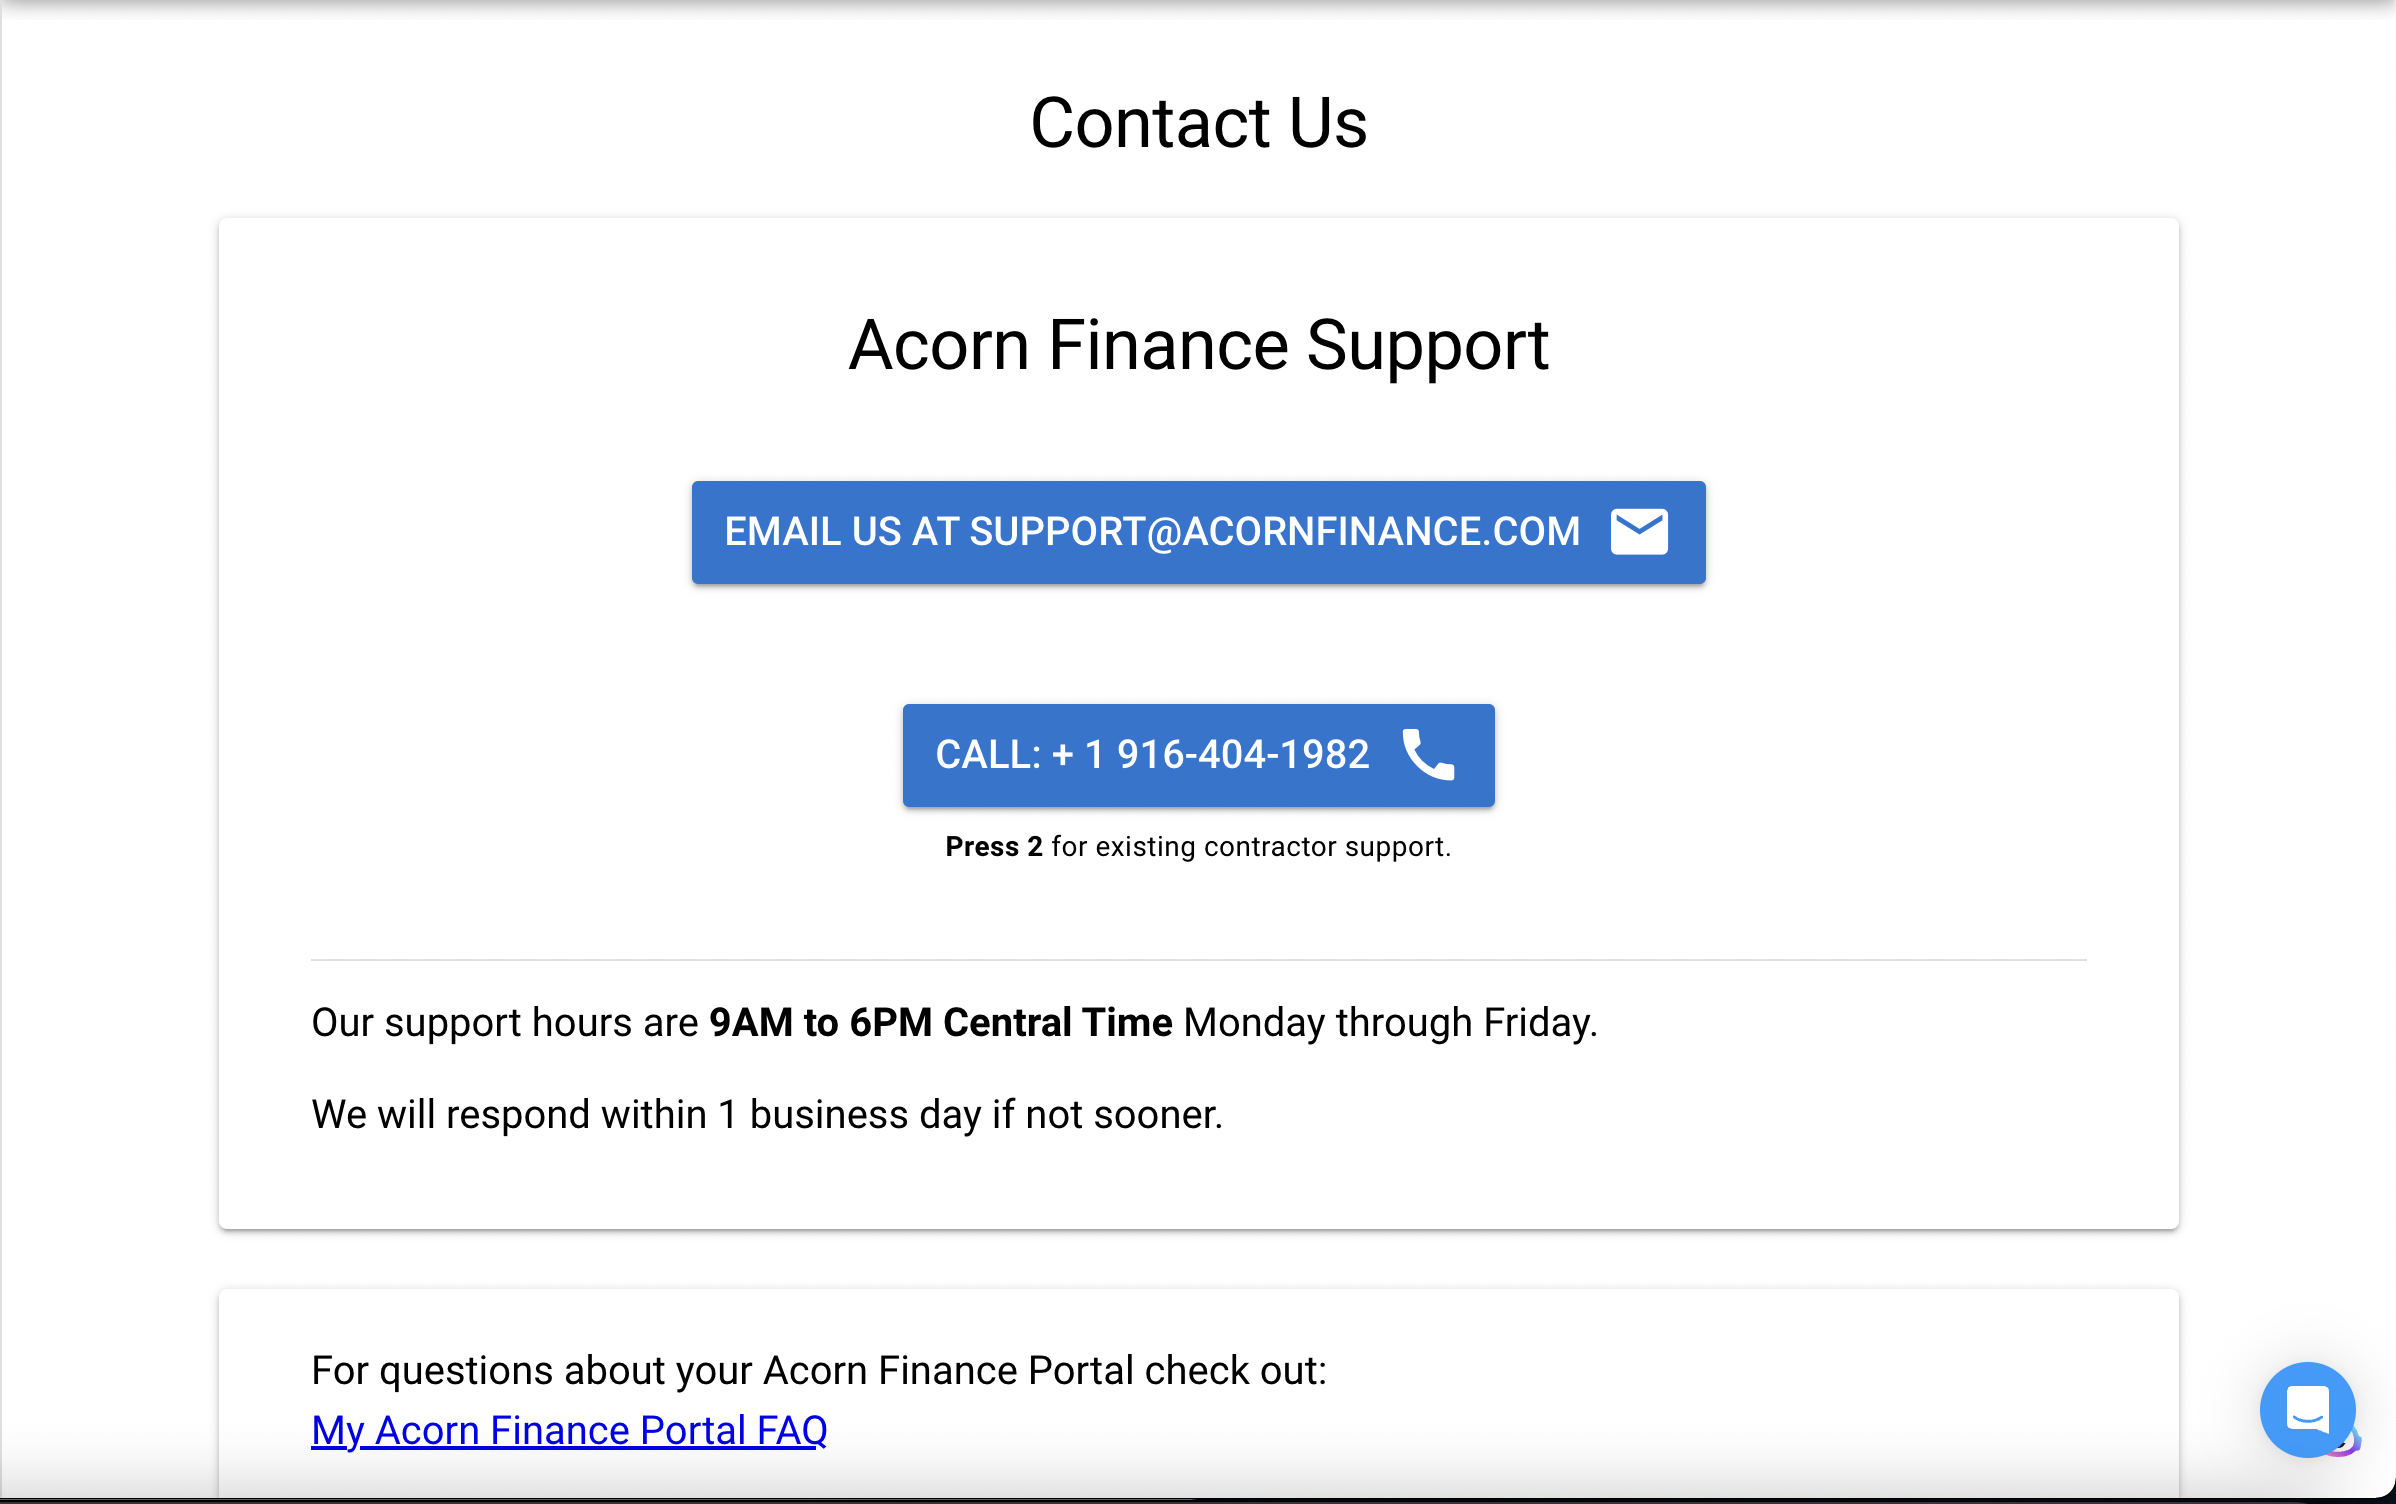 Contact Us
Acorn Finance Support
EMAIL US AT SUPPORT@ACORNFINANCE.COM
CALL: + 1 916-404-1982
Press 2 for existing contractor support.
Our support hours are 9AM to 6PM Central Time Monday through Friday.
We will respond within 1 business day if not sooner.
For questions about your Acorn Finance Portal check out:
My Acorn Finance Portal FAQ